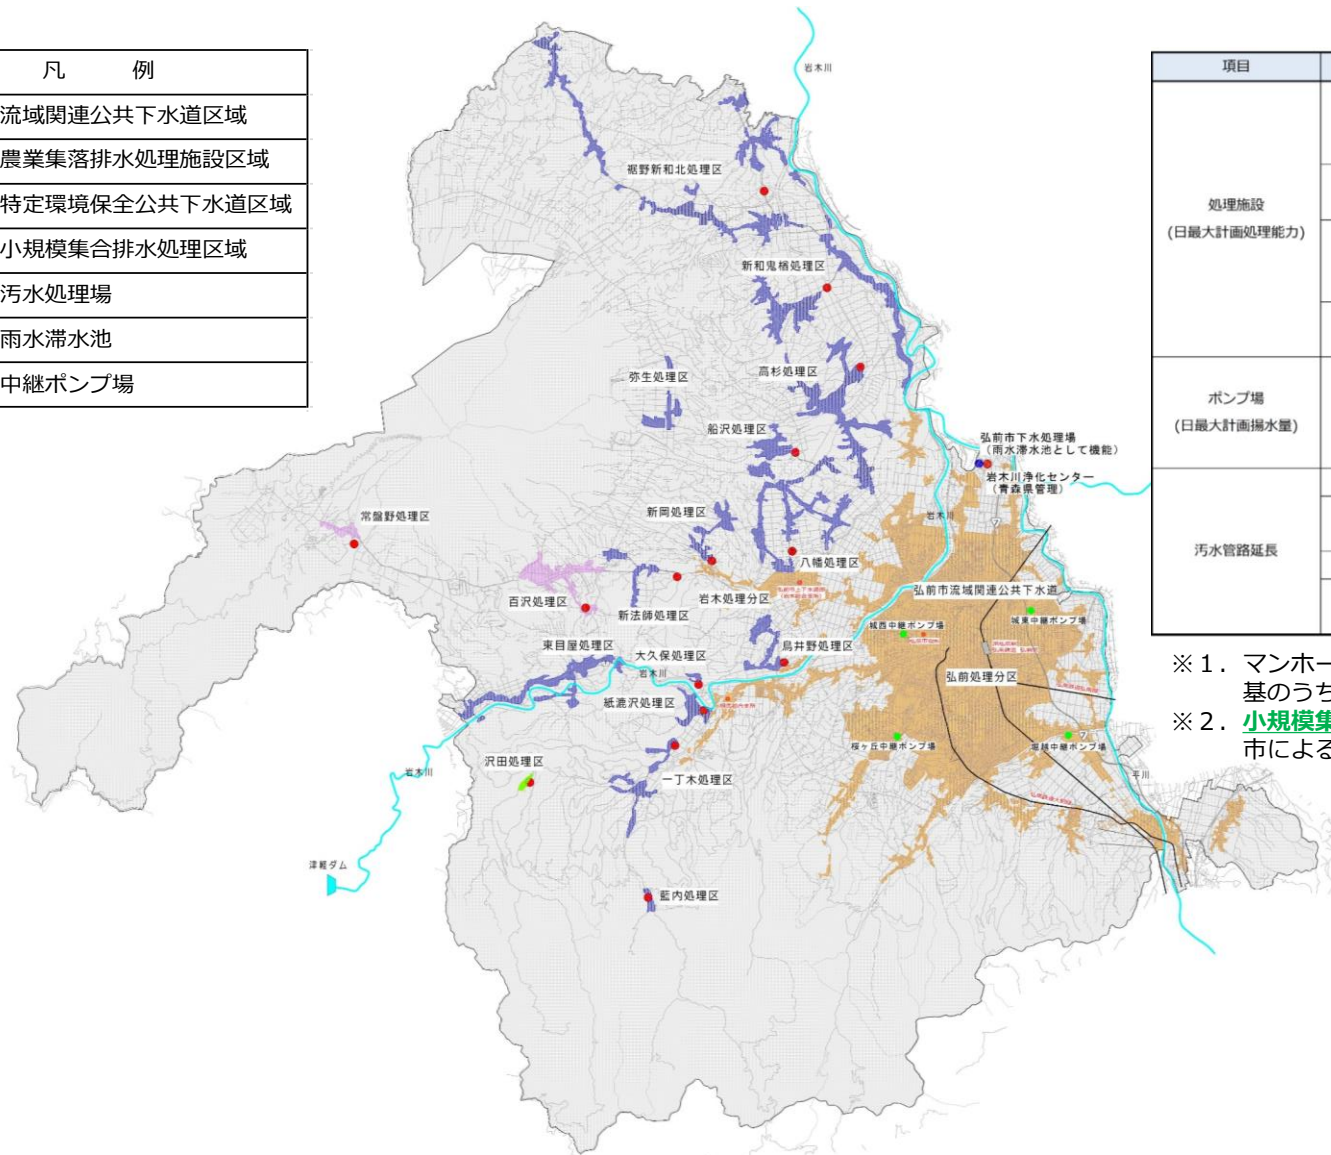 凡 例
流域関連公共下水道区域
農業集落排水処理施設区域
特定環境保全公共下水道区域
小規模集合排水処理区域
汚水処理場
雨水滞水池
中継ポンプ場
項目
処理施設
(日最大計画処理能力)
ポンプ場
(日最大計画揚水量)
汚水管路延長
※１．マンホー
基のうち
※２．小規模集
市による
岩木川
裾野新和北処理区
新和鬼楢処理区
弥生処理区
高杉処理区
船沢処理区
弘前市下水処理場
（雨水滞水池として機能）
岩木川浄化センター
（青森県管理）
常盤野処理区
新岡処理区
岩木川
八幡処理区
百沢処理区
新法師処理区
岩木処理分区
弘前市流域関連公共下水道
城西中継ポンプ場
城東中継ポンプ場
東目屋処理区
大久保処理区
鳥井野処理区
岩木川
紙漉沢処理区
弘前処理分区
桜ヶ丘中継ポンプ場
堀越中継ポンプ場
沢田処理区
一丁木処理区
岩木川
平川
津軽ダム
藍内処理区